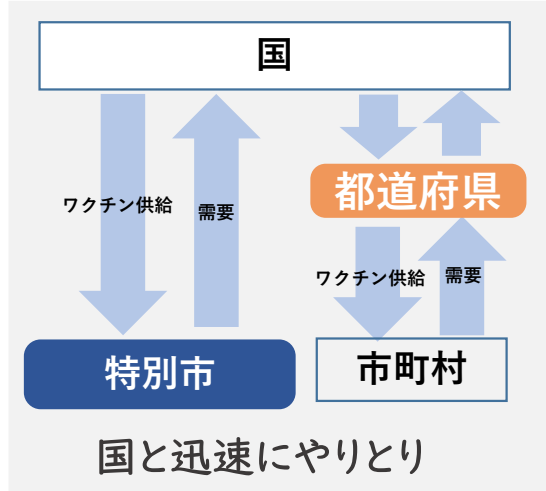 国
都道府県
ワクチン供給
需要
ワクチン供給
需要
特別市
市町村
国と迅速にやりとり